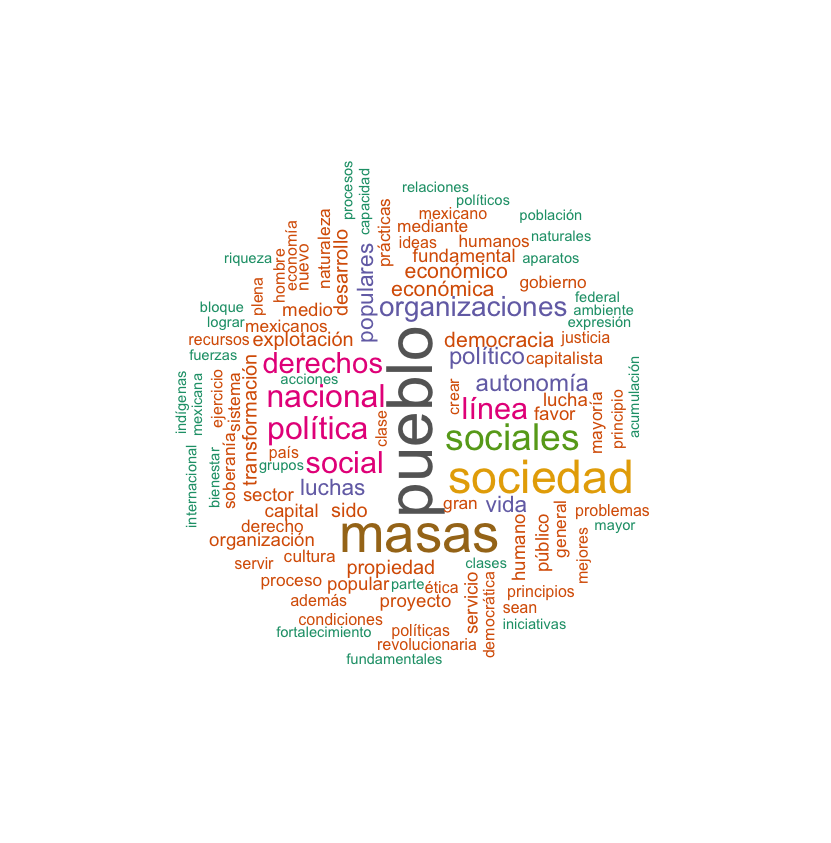 procesos
capacidad
relaciones
políticos
mexicano
población
prácticas
mediante
naturaleza
economía
hombre
nuevo
desarrollo
populares
ideas
humanos
naturales
riqueza
fundamental
aparatos
económico
gobierno
económica
plena
medio
organizaciones
federal
ambiente
bloque
lograr
mexicanos
expresión
recursos
explotación
pueblo
democracia
justicia
fuerzas
derechos
político
capitalista
acciones
autonomía
indígenas
mexicana
ejercicio
sistema
transformación
nacional
crear
línea
lucha
favor
mayoría
principio
acumulación
política
clase
sociales
país
grupos
social
sociedad
internacional
bienestar
soberanía
luchas
sector
gran
vida
capital
sido
problemas
mayor
derecho
masas
humano
público
general
mejores
organización
cultura
servir
propiedad
clases
proceso
popular
parte
ética
principios
además
proyecto
servicio
democrática
sean
condiciones
iniciativas
fortalecimiento
políticas
revolucionaria
fundamentales